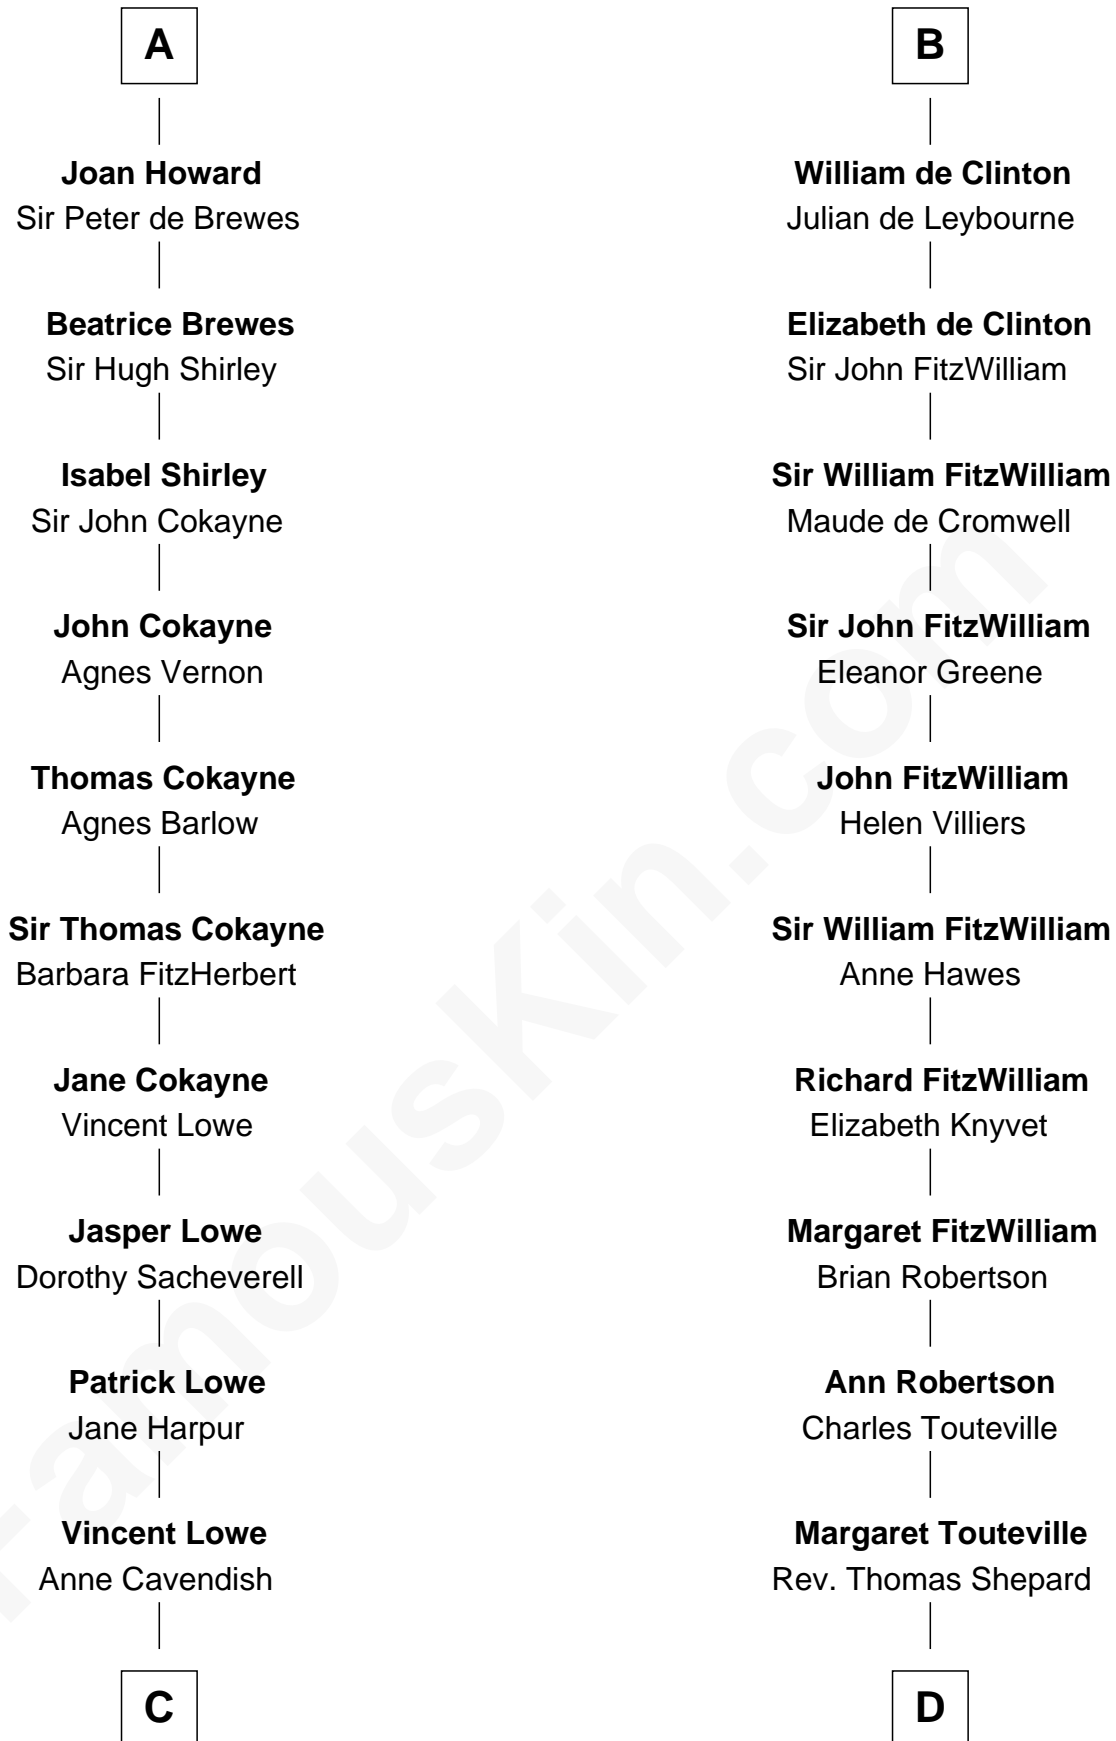 A
Joan Howard
Sir Peter de Brewes
Beatrice Brewes
Sir Hugh Shirley
Isabel Shirley
Sir John Cokayne
John Cokayne
Agnes Vernon
Thomas Cokayne
Agnes Barlow
Sir Thomas Cokayne
Barbara FitzHerbert
Jane Cokayne
Vincent Lowe
Jasper Lowe
Dorothy Sacheverell
Patrick Lowe
Jane Harpur
Vincent Lowe
Anne Cavendish
C
B
William de Clinton
Julian de Leybourne
Elizabeth de Clinton
Sir John FitzWilliam
Sir William FitzWilliam
Maude de Cromwell
Sir John FitzWilliam
Eleanor Greene
John FitzWilliam
Helen Villiers
Sir William FitzWilliam
Anne Hawes
Richard FitzWilliam
Elizabeth Knyvet
Margaret FitzWilliam
Brian Robertson
Ann Robertson
Charles Touteville
Margaret Touteville
Rev. Thomas Shepard
D
FamousKin.com